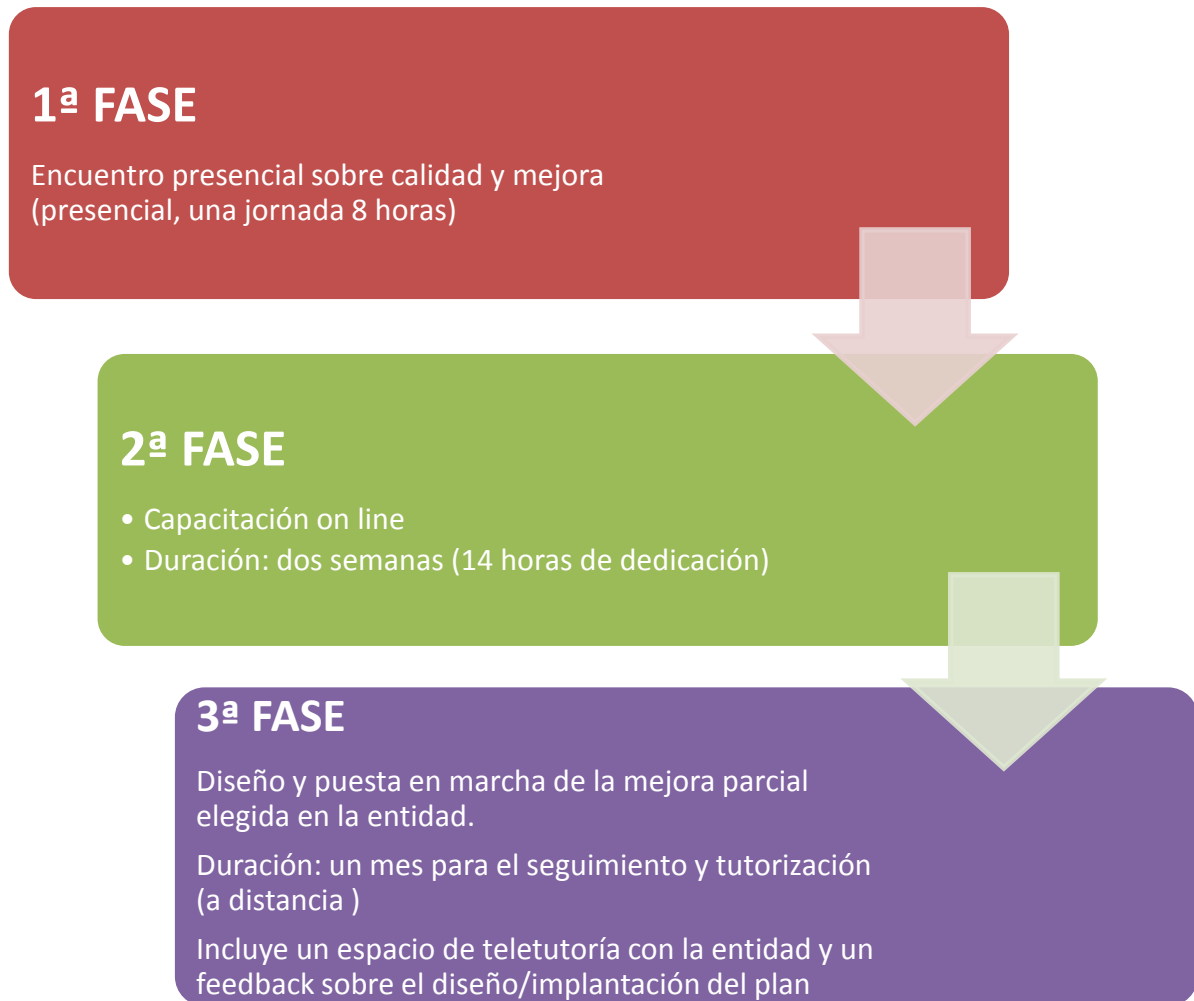 1ª FASE
Encuentro presencial sobre calidad y mejora
(presencial, una jornada 8 horas)
2ª FASE
• Capacitación on line
• Duración: dos semanas (14 horas de dedicación)
3ª FASE
Diseño y puesta en marcha de la mejora parcial
elegida en la entidad.
Duración: un mes para el seguimiento y tutorización
(a distancia )
Incluye un espacio de teletutoría con la entidad y un
feedback sobre el diseño/implantación del plan